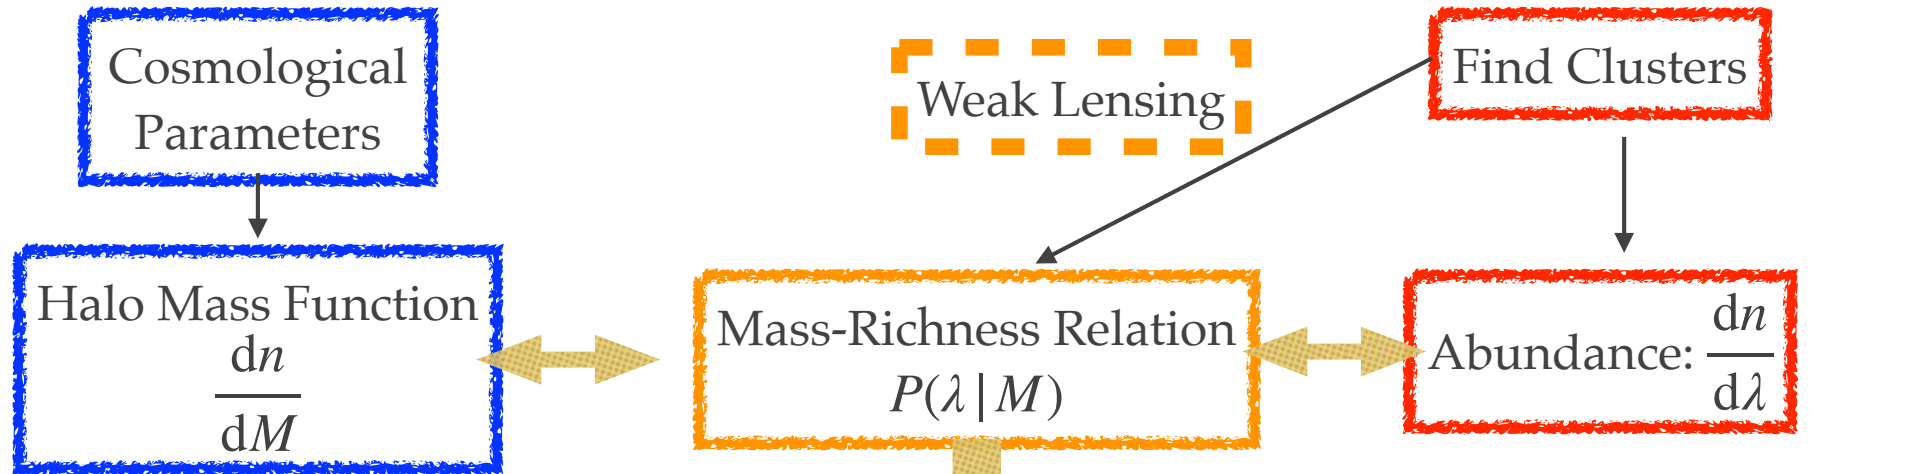 Cosmological
Parameters
Weak Lensing
Find Clusters
Halo Mass Function
dn
dM
Mass-Richness Relation
P(λ | M)
Abundance: dn
dλ